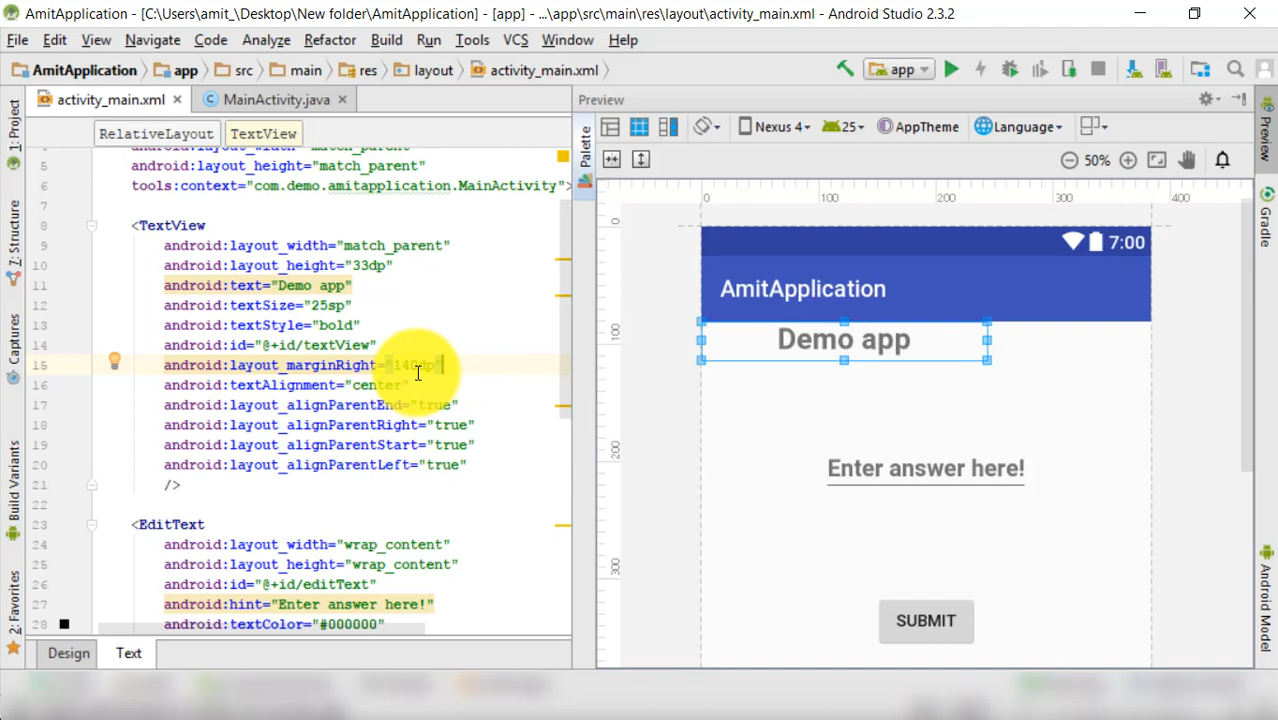 AmitApplication - [C:\Users\amit_\Desktop\New folder\AmitApplication] - [app] - ...\app\src\main\res\layout\activity_main.xml - Android Studio 2.3.2
File Edit View Navigate Code Analyze Refactor Build Run Tools VCS Window Help
AmitApplication app src main res layout activity_main.xml app
activity_main.xml MainActivity.java
RelativeLayout TextView
5 android:layout_height="match_parent"
6 tools:context="com.demo.amitapplication.MainActivity">
7
8 <TextView
9 android:layout_width="match_parent"
10 android:layout_height="33dp"
11 android:text="Demo app"
12 android:textSize="25sp"
13 android:textStyle="bold"
14 android:id="@+id/textView"
15 android:layout_marginRight="140dp"
16 android:textAlignment="center"
17 android:layout_alignParentEnd="true"
18 android:layout_alignParentRight="true"
19 android:layout_alignParentStart="true"
20 android:layout_alignParentLeft="true"
21 />
22
23 <EditText
24 android:layout_width="wrap_content"
25 android:layout_height="wrap_content"
26 android:id="@+id/editText"
27 android:hint="Enter answer here!"
28 android:textColor="#000000"
Design Text
1: Project
7: Structure
Captures
Build Variants
2: Favorites
Preview
Palette
Nexus 4 25 AppTheme Language
50%
0 100 200 300 400
0
100
200
300
7:00
AmitApplication
Demo app
Enter answer here!
SUBMIT
Preview
Gradle
Android Model